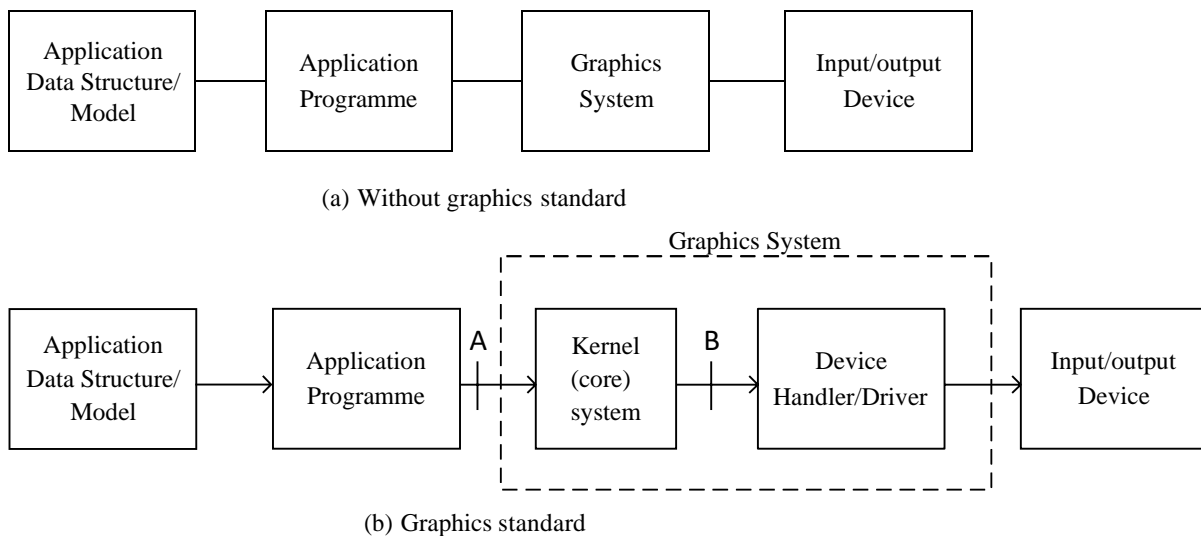 Application
Data Structure/
Model
Application
Programme
Graphics
System
Input/output
Device
(a) Without graphics standard
Graphics System
Application
Data Structure/
Model
Application
Programme
A
Kernel
(core)
system
B
Device
Handler/Driver
Input/output
Device
(b) Graphics standard